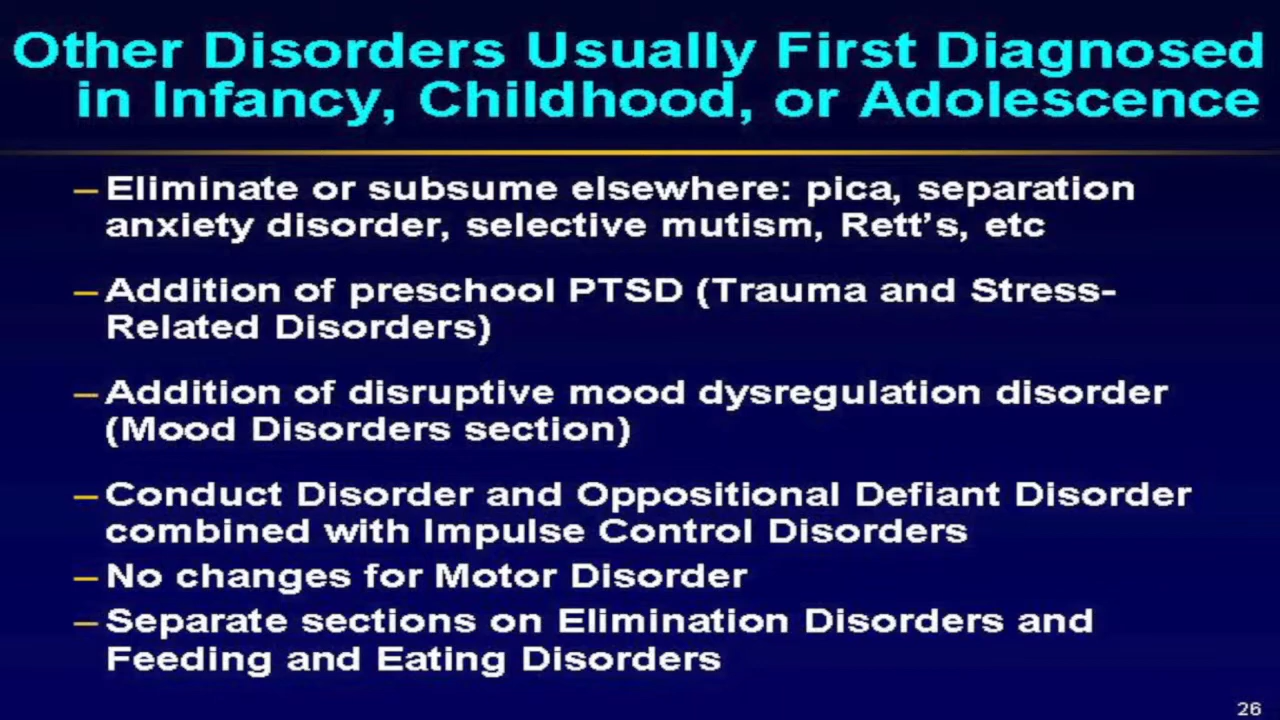 Other Disorders Usually First Diagnosed
in Infancy, Childhood, or Adolescence
– Eliminate or subsume elsewhere: pica, separation
anxiety disorder, selective mutism, Rett’s, etc
– Addition of preschool PTSD (Trauma and Stress-
Related Disorders)
– Addition of disruptive mood dysregulation disorder
(Mood Disorders section)
– Conduct Disorder and Oppositional Defiant Disorder
combined with Impulse Control Disorders
– No changes for Motor Disorder
– Separate sections on Elimination Disorders and
Feeding and Eating Disorders
26